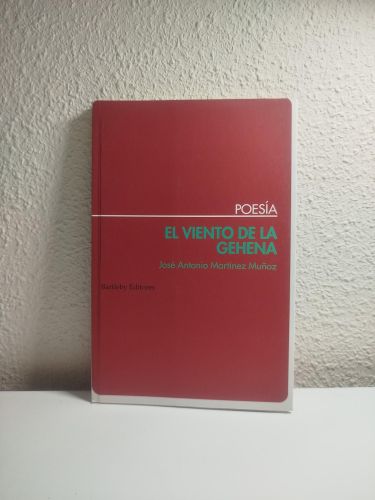 POESÍA
EL VIENTO DE LA
GEHENA
José Antonio Martínez Muñoz
Bartleby Editores